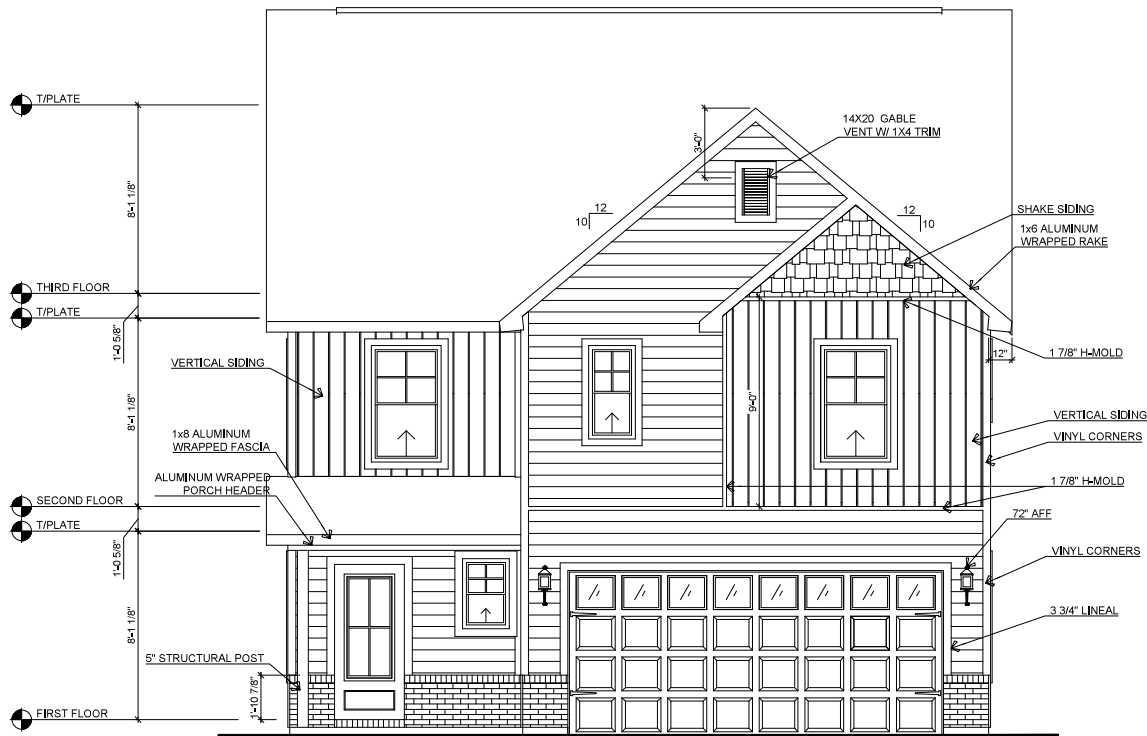 T/PLATE
14X20 GABLE
VENT W/ 1X4 TRIM
3'-0"
8'-1 1/8"
12
10
12
10
SHAKE SIDING
1x6 ALUMINUM
WRAPPED RAKE
THIRD FLOOR
T/PLATE
1'-0 5/8"
12"
1 7/8" H-MOLD
VERTICAL SIDING
8'-1 1/8"
9'-0"
VERTICAL SIDING
1x8 ALUMINUM
WRAPPED FASCIA
VINYL CORNERS
ALUMINUM WRAPPED
PORCH HEADER
1 7/8" H-MOLD
SECOND FLOOR
72" AFF
T/PLATE
1'-0 5/8"
VINYL CORNERS
3 3/4" LINEAL
8'-1 1/8"
5" STRUCTURAL POST
1'-10 7/8"
FIRST FLOOR